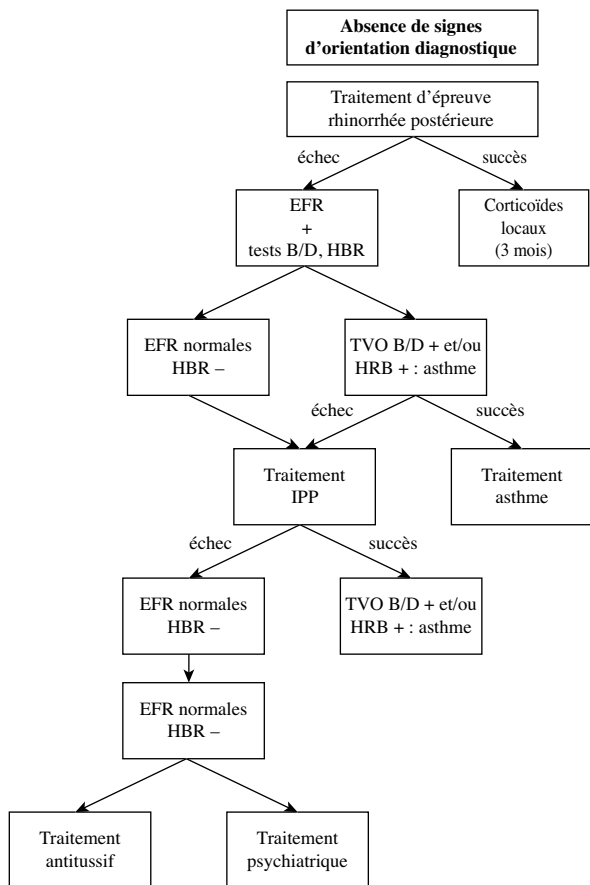 Absence de signes
d'orientation diagnostique
Traitement d'épreuve
rhinorrhée postérieure
échec
succès
EFR
+
tests B/D, HBR
Corticoïdes
locaux
(3 mois)
EFR normales
HBR –
TVO B/D + et/ou
HRB + : asthme
échec
succès
Traitement
IPP
Traitement
asthme
échec
succès
EFR normales
HBR –
TVO B/D + et/ou
HRB + : asthme
EFR normales
HBR –
Traitement
antitussif
Traitement
psychiatrique